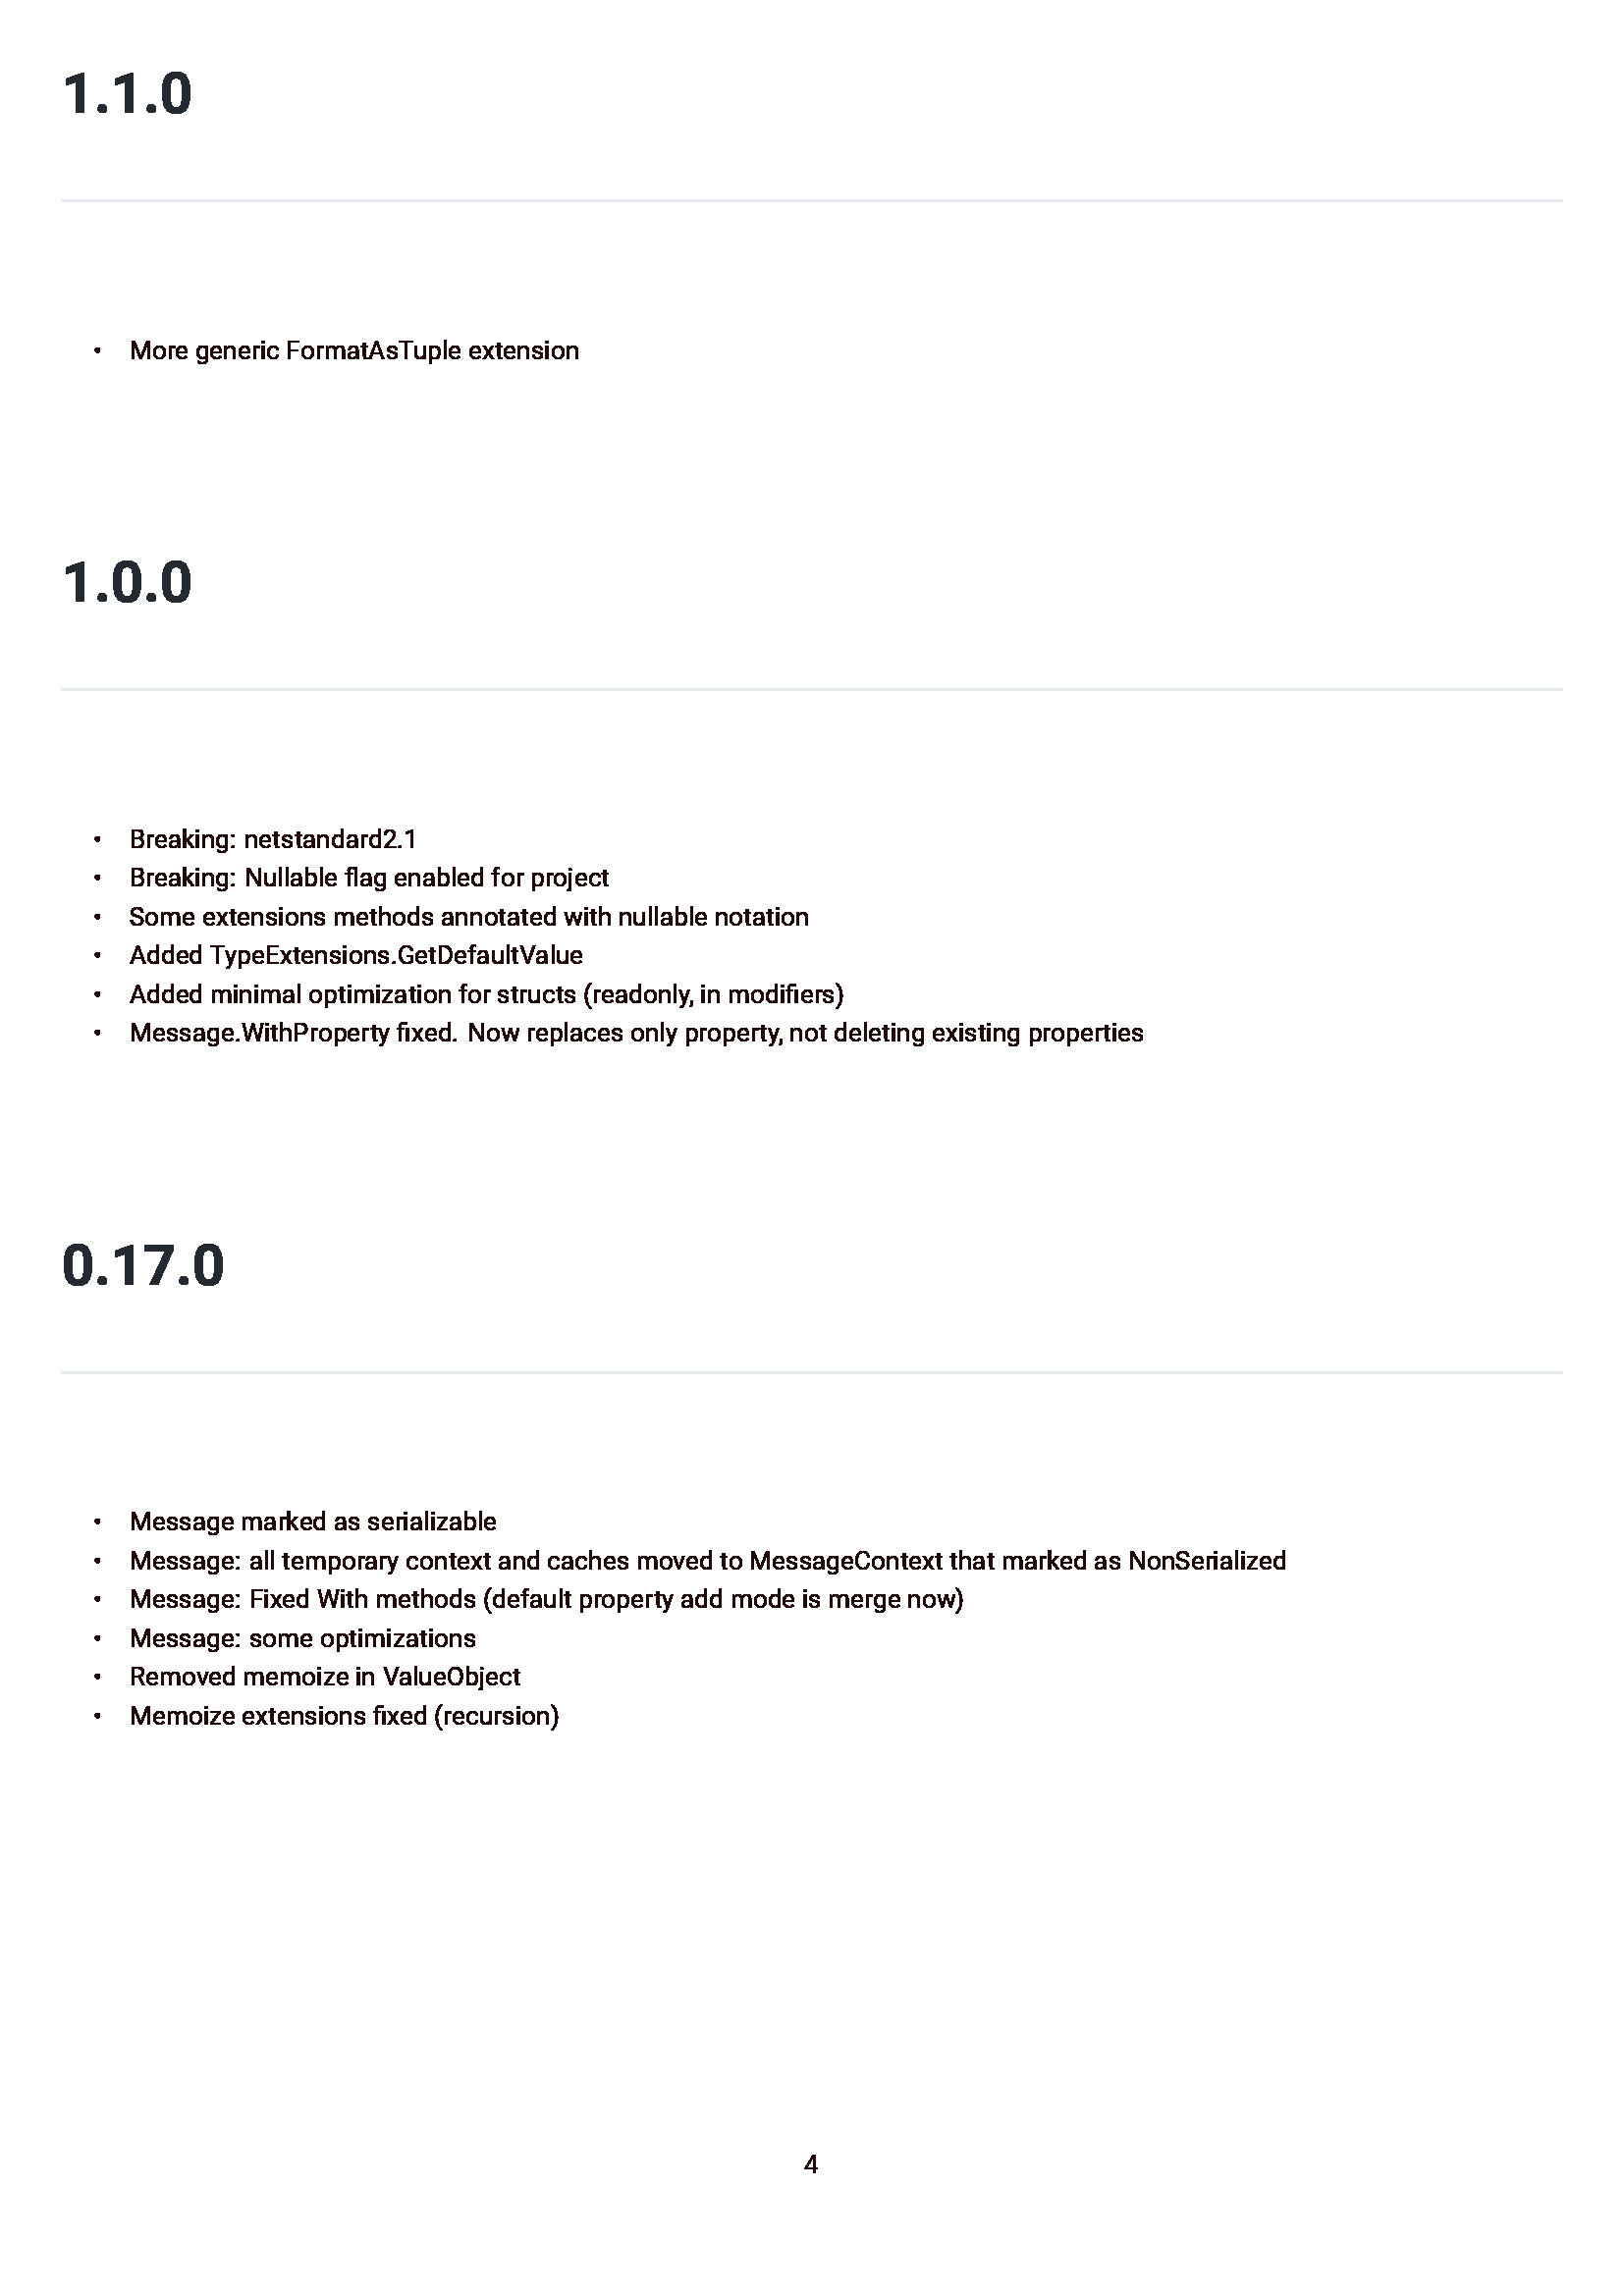 1.1.0
• More generic FormatAsTuple extension
1.0.0
• Breaking: netstandard2.1
• Breaking: Nullable flag enabled for project
• Some extensions methods annotated with nullable notation
• Added TypeExtensions.GetDefaultValue
• Added minimal optimization for structs (readonly, in modifiers)
• Message.WithProperty fixed. Now replaces only property, not deleting existing properties
0.17.0
• Message marked as serializable
• Message: all temporary context and caches moved to MessageContext that marked as NonSerialized
• Message: Fixed With methods (default property add mode is merge now)
• Message: some optimizations
• Removed memoize in ValueObject
• Memoize extensions fixed (recursion)
4